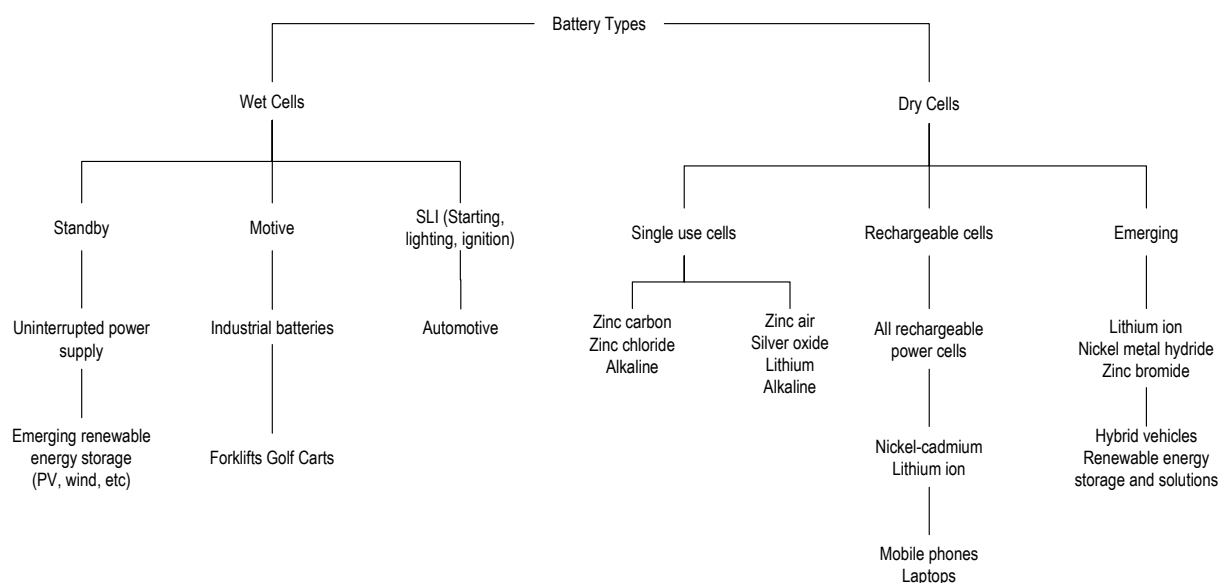 Battery Types
Wet Cells
Dry Cells
Standby
Motive
SLI (Starting,
lighting, ignition)
Single use cells
Rechargeable cells
Emerging
Uninterrupted power
supply
Industrial batteries
Automotive
Zinc carbon
Zinc chloride
Alkaline
Zinc air
Silver oxide
Lithium
Alkaline
All rechargeable
power cells
Lithium ion
Nickel metal hydride
Zinc bromide
Emerging renewable
energy storage
(PV, wind, etc)
Forklifts Golf Carts
Nickel-cadmium
Lithium ion
Hybrid vehicles
Renewable energy
storage and solutions
Mobile phones
Laptops